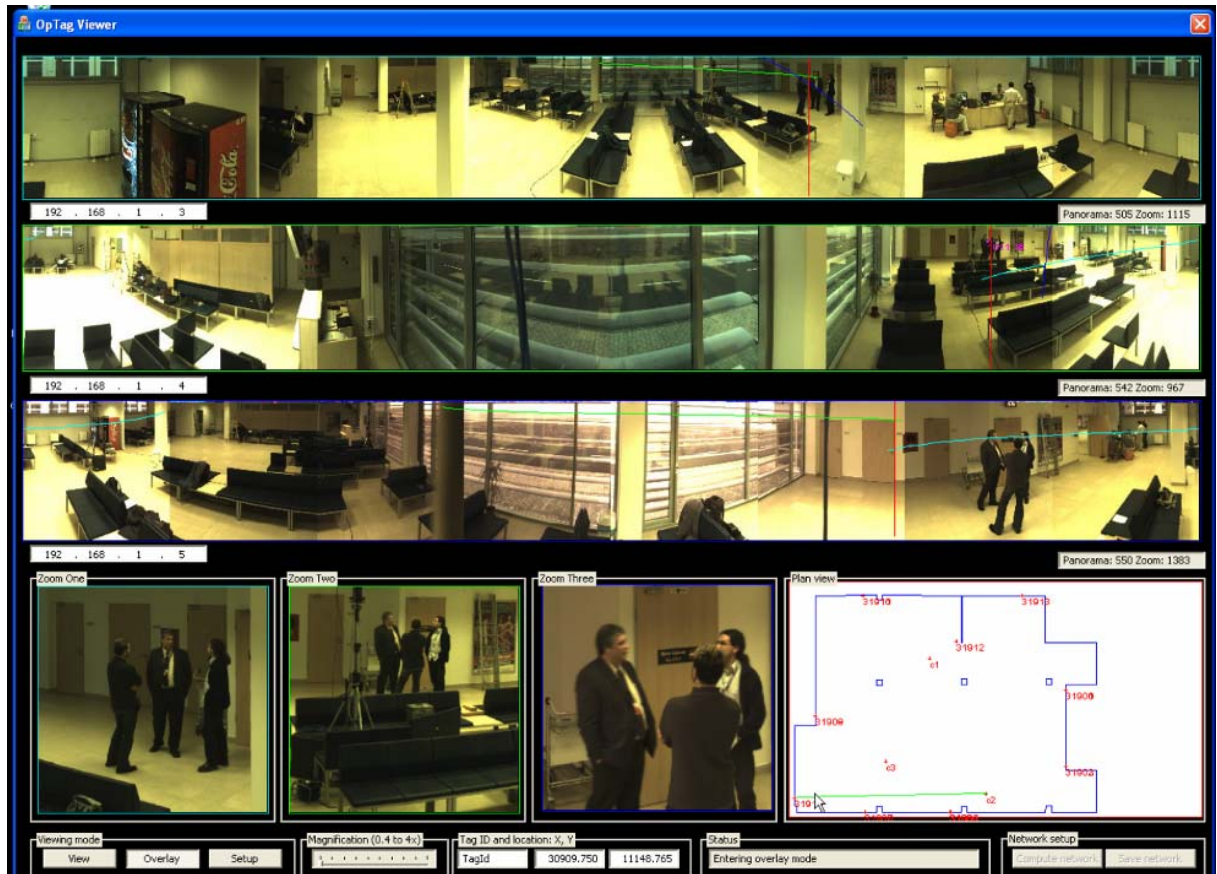 OpTag Viewer
Coca-Cola
192 . 168 . 1 . 3
Panorama: 505 Zoom: 1115
192 . 168 . 1 . 4
Panorama: 542 Zoom: 967
192 . 168 . 1 . 5
Panorama: 550 Zoom: 1383
Zoom One
Zoom Two
Zoom Three
Plan view
31910
31913
31912
c1
31909
c3
31902
c2
Viewing mode
View
Overlay
Setup
Magnification (0.4 to 4x)
Tag ID and location: X, Y
TagId
30909.750
11148.765
Status
Entering overlay mode
Network setup
Compute network
Save network